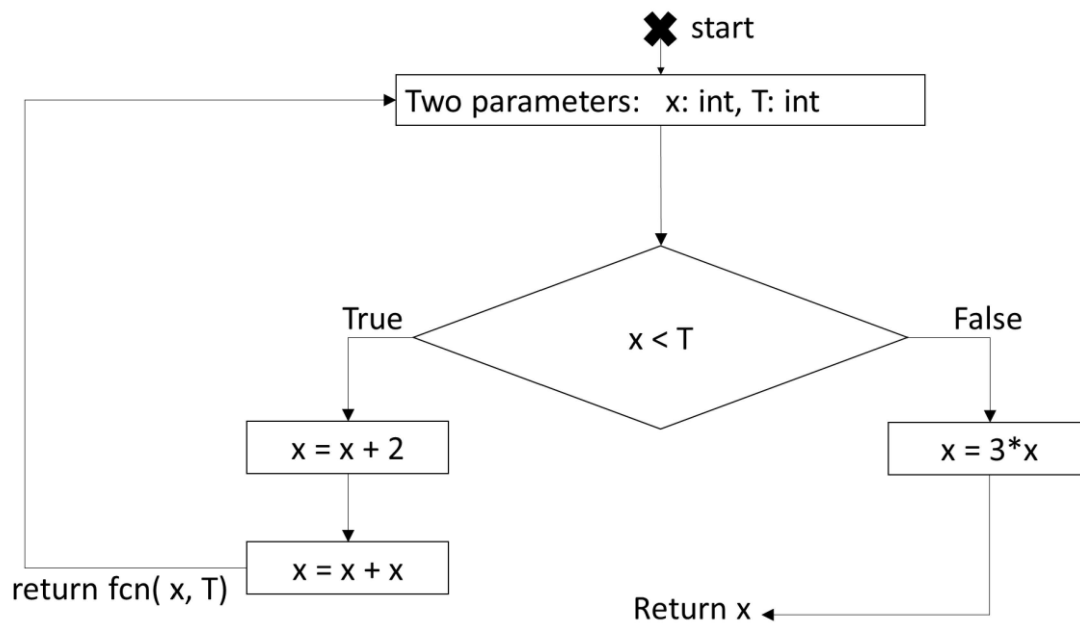 start
Two parameters:   x: int, T: int
True
False
x < T
x = x + 2
x = 3*x
x = x + x
return fcn( x, T)
Return x